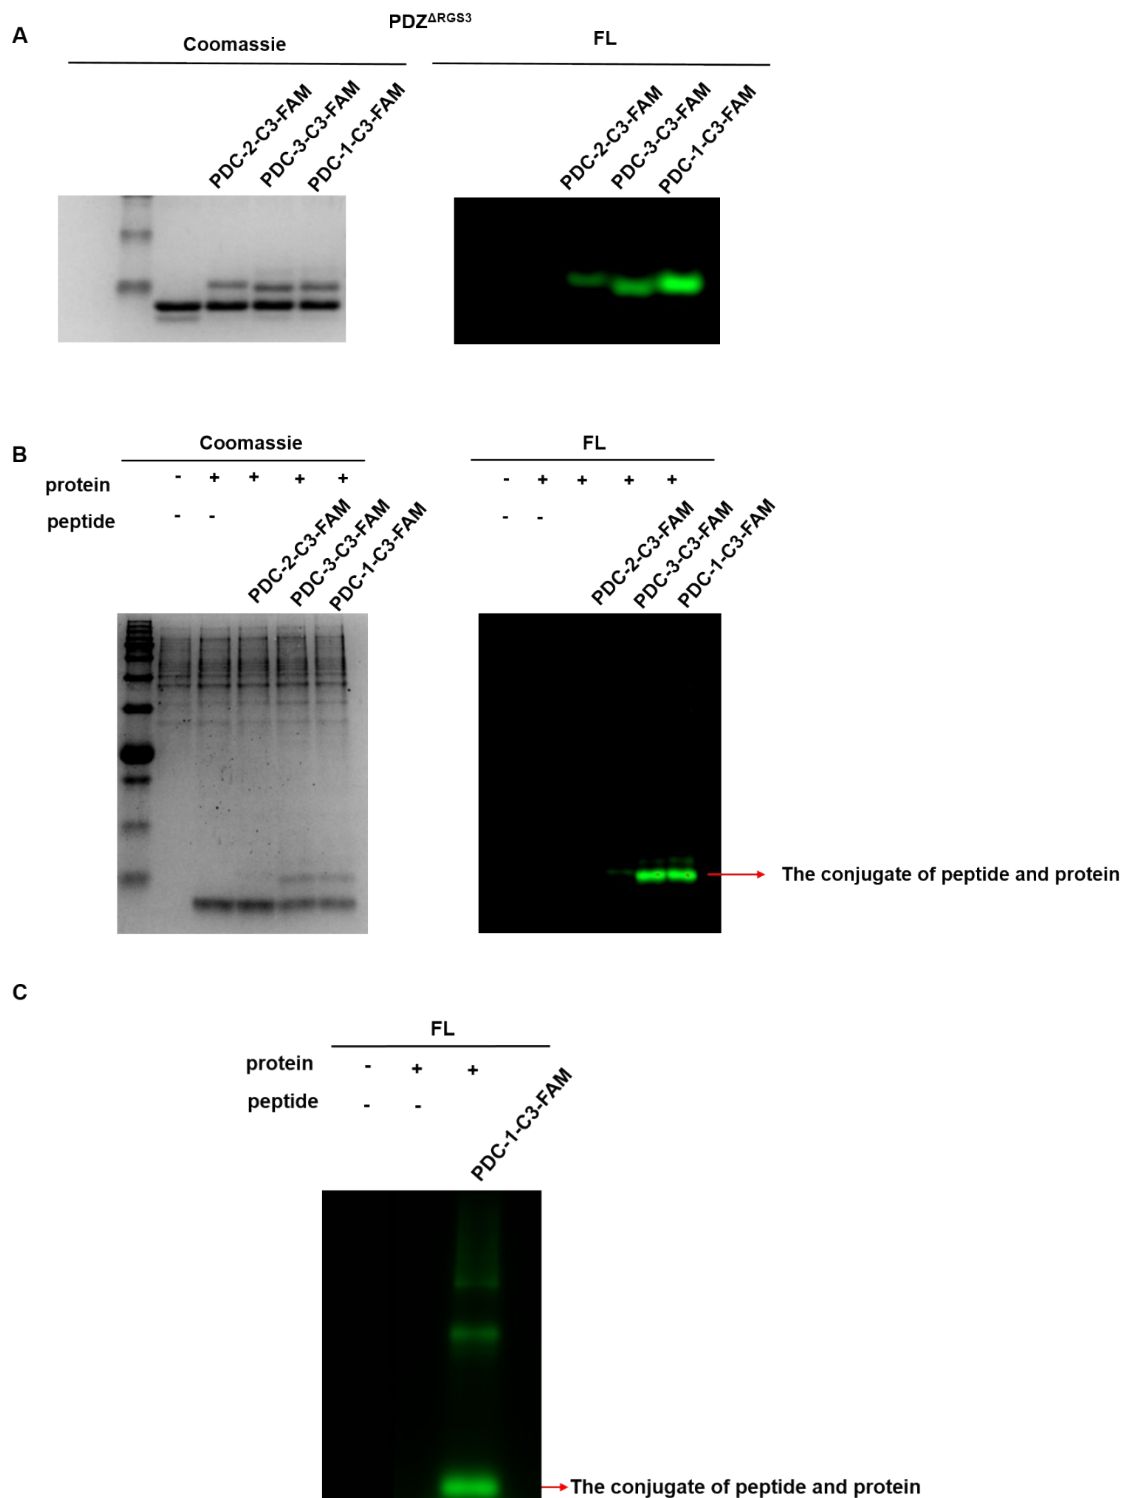 A
PDZΔRGS3
Coomassie
FL
PDC-2-C3-FAM
PDC-3-C3-FAM
PDC-1-C3-FAM
PDC-2-C3-FAM
PDC-3-C3-FAM
PDC-1-C3-FAM
B
Coomassie
FL
protein - + + + + - + + + +
peptide - - - -
PDC-2-C3-FAM
PDC-3-C3-FAM
PDC-1-C3-FAM
PDC-2-C3-FAM
PDC-3-C3-FAM
PDC-1-C3-FAM
The conjugate of peptide and protein
C
FL
protein - + +
peptide - -
PDC-1-C3-FAM
The conjugate of peptide and protein